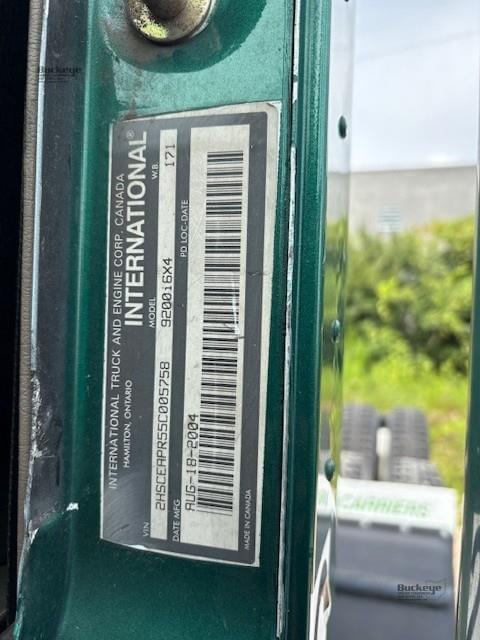 INTERNATIONAL TRUCK AND ENGINE CORP. CANADA
HAMILTON, ONTARIO
INTERNATIONAL®
VIN
2HSCEAPR55C005758
MODEL
9200i6X4
W.B.
171
DATE MFG
AUG-18-2004
PD LOC-DATE
MADE IN CANADA
CARRIERS
Buckeye
Buckeye